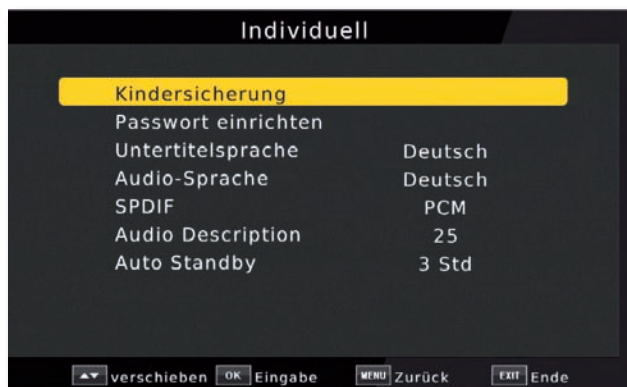 Individuell
Kindersicherung
Passwort einrichten
Untertitelsprache Deutsch
Audio-Sprache Deutsch
SPDIF PCM
Audio Description 25
Auto Standby 3 Std
▲▼ verschieben OK Eingabe MENU Zurück EXIT Ende